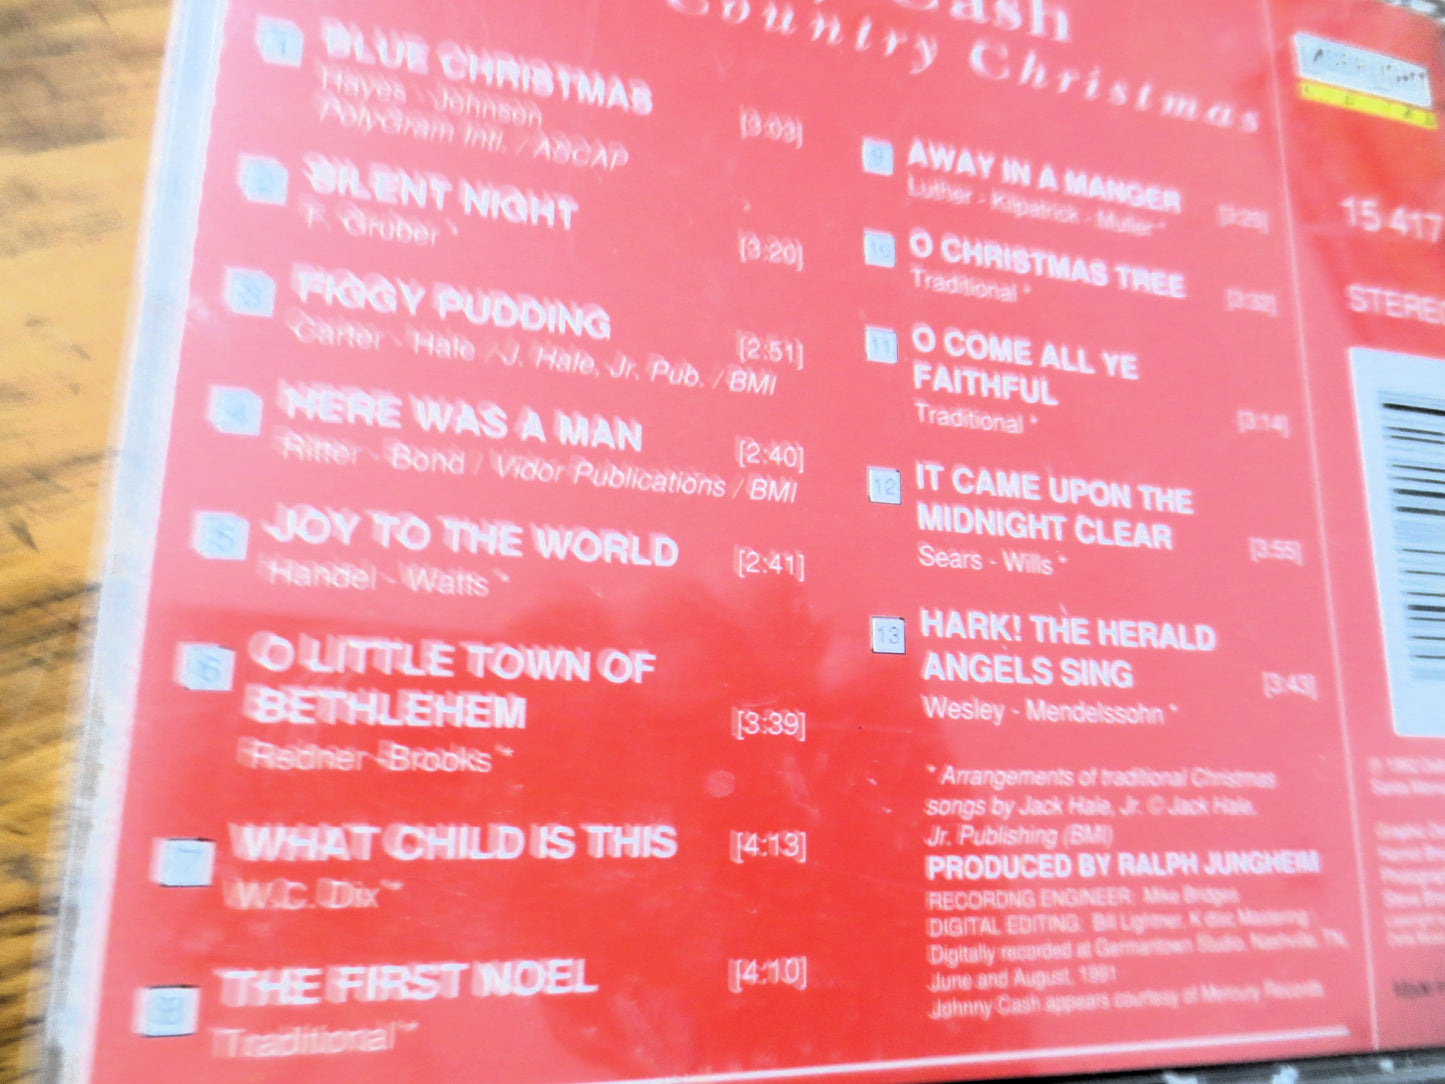 Cash
Country Christmas
1 BLUE CHRISTMAS
Hayes - Johnson [3:03]
PolyGram Intl. / ASCAP
2 SILENT NIGHT
F. Gruber * [3:20]
3 FIGGY PUDDING [2:51]
Carter - Hale / J. Hale, Jr. Pub. / BMI
4 HERE WAS A MAN [2:40]
Ritter - Bond / Vidor Publications / BMI
5 JOY TO THE WORLD [2:41]
Handel - Watts *
6 O LITTLE TOWN OF
BETHLEHEM [3:39]
Redner - Brooks *
7 WHAT CHILD IS THIS [4:13]
W.C. Dix *
8 THE FIRST NOEL [4:10]
Traditional *
9 AWAY IN A MANGER
Luther - Kilpatrick - Muller *
10 O CHRISTMAS TREE
Traditional * [3:32]
11 O COME ALL YE
FAITHFUL
Traditional * [3:14]
12 IT CAME UPON THE
MIDNIGHT CLEAR
Sears - Wills * [3:55]
13 HARK! THE HERALD
ANGELS SING [3:43]
Wesley - Mendelssohn *
* Arrangements of traditional Christmas
songs by Jack Hale, Jr. © Jack Hale,
Jr. Publishing (BMI)
PRODUCED BY RALPH JUNGHEIM
RECORDNG ENGINEER: Mike Bridges
DIGITAL EDITING: Bill Lightner, K disc Mastering
Digitally recorded at Germantown Studio, Nashville, TN,
June and August, 1991
Johnny Cash appears courtesy of Mercury Records
15 417
STEREO